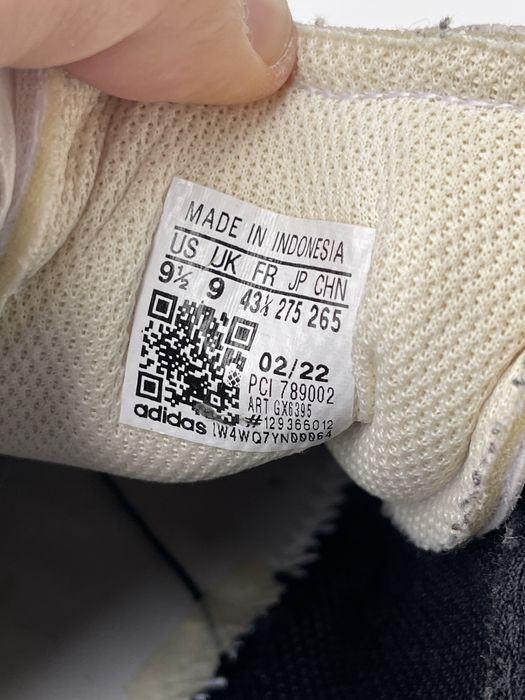 MADE IN INDONESIA
US UK FR JP CHN
9½ 9 43⅓ 275 265
02/22
PCI 789002
ART GX6395
#129366012
adidas 1W4WQ7YN00064